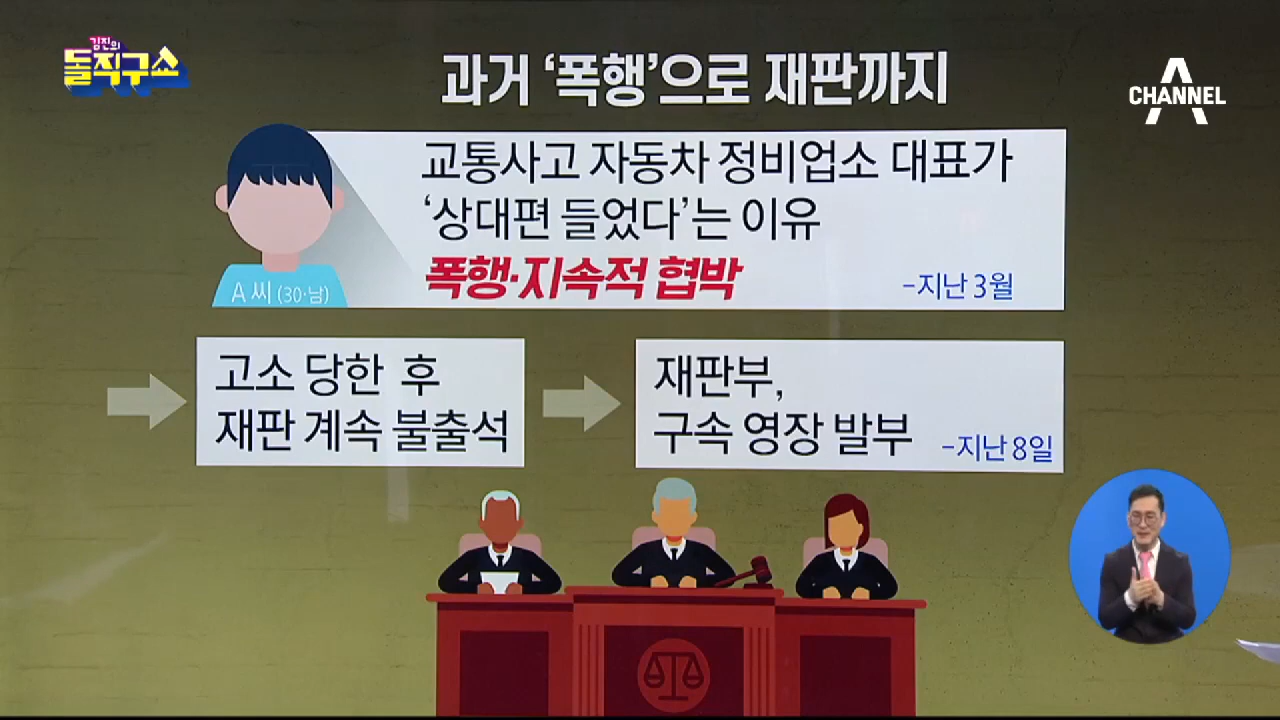 김진의
돌직구쇼
과거 ‘폭행’으로 재판까지
CHANNEL A
교통사고 자동차 정비업소 대표가
‘상대편 들었다’는 이유
폭행·지속적 협박
-지난 3월
A 씨 (30·남)
고소 당한 후
재판 계속 불출석
재판부,
구속 영장 발부
-지난 8일